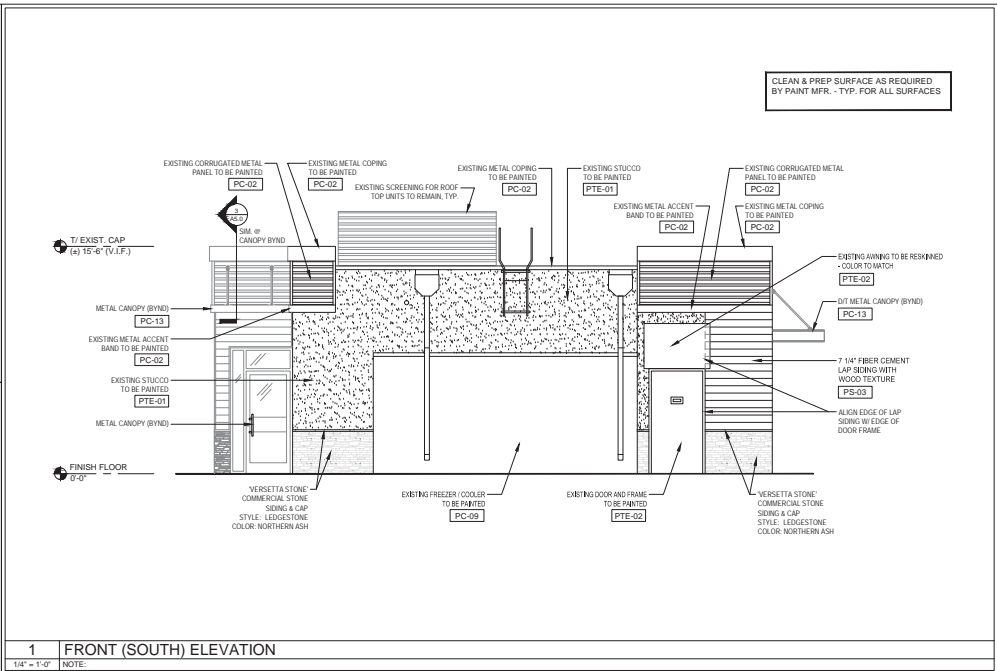 CLEAN & PREP SURFACE AS REQUIRED
BY PAINT MFR. - TYP. FOR ALL SURFACES
EXISTING CORRUGATED METAL
PANEL TO BE PAINTED
PC-02
EXISTING METAL COPING
TO BE PAINTED
PC-02
EXISTING SCREENING FOR ROOF
TOP UNITS TO REMAIN, TYP.
EXISTING METAL COPING
TO BE PAINTED
PC-02
EXISTING STUCCO
TO BE PAINTED
PTE-01
EXISTING CORRUGATED METAL
PANEL TO BE PAINTED
PC-02
EXISTING METAL ACCENT
BAND TO BE PAINTED
PC-02
EXISTING METAL COPING
TO BE PAINTED
PC-02
3
EA5.0
SIM. @
CANOPY BYND
T/ EXIST. CAP
(±) 15'-6" (V.I.F.)
EXISTING AWNING TO BE RESKINNED
- COLOR TO MATCH
PTE-02
METAL CANOPY (BYND)
PC-13
D/T METAL CANOPY (BYND)
PC-13
EXISTING METAL ACCENT
BAND TO BE PAINTED
PC-02
7 1/4" FIBER CEMENT
LAP SIDING WITH
WOOD TEXTURE
PS-03
EXISTING STUCCO
TO BE PAINTED
PTE-01
ALIGN EDGE OF LAP
SIDING W/ EDGE OF
DOOR FRAME
METAL CANOPY (BYND)
FINISH FLOOR
0'-0"
'VERSETTA STONE'
COMMERCIAL STONE
SIDING & CAP
STYLE: LEDGESTONE
COLOR: NORTHERN ASH
EXISTING FREEZER / COOLER
TO BE PAINTED
PC-09
EXISTING DOOR AND FRAME
TO BE PAINTED
PTE-02
'VERSETTA STONE'
COMMERCIAL STONE
SIDING & CAP
STYLE: LEDGESTONE
COLOR: NORTHERN ASH
1 FRONT (SOUTH) ELEVATION
1/4" = 1'-0" NOTE: